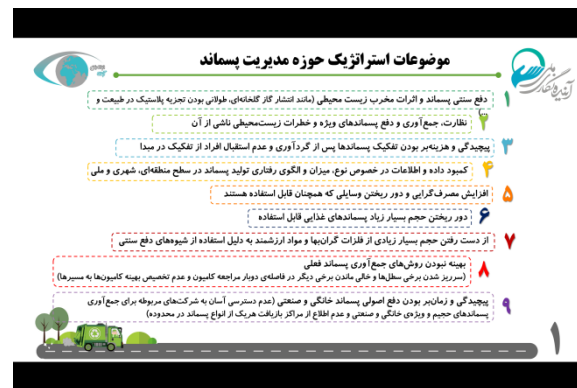 موضوعات استراتژیک حوزه مدیریت پسماند
آینده‌نگاری ملی
۱ دفع سنتی پسماند و اثرات مخرب زیست محیطی (مانند انتشار گاز گلخانه‌ای، طولانی بودن تجزیه پلاستیک در طبیعت و
۲ نظارت، جمع‌آوری و دفع پسماندهای ویژه و خطرات زیست‌محیطی ناشی از آن
۳ پیچیدگی و هزینه‌بر بودن تفکیک پسماندها پس از گردآوری و عدم استقبال افراد از تفکیک در مبدا
۴ کمبود داده و اطلاعات در خصوص نوع، میزان و الگوی رفتاری تولید پسماند در سطح منطقه‌ای، شهری و ملی
۵ افزایش مصرف‌گرایی و دور ریختن وسایلی که همچنان قابل استفاده هستند
۶ دور ریختن حجم بسیار زیاد پسماندهای غذایی قابل استفاده
۷ از دست رفتن حجم بسیار زیادی از فلزات گران‌بها و مواد ارزشمند به دلیل استفاده از شیوه‌های دفع سنتی
۸ بهینه نبودن روش‌های جمع‌آوری پسماند فعلی
(سرریز شدن برخی سطل‌ها و خالی ماندن برخی دیگر در فاصله‌ی دوبار مراجعه کامیون و عدم تخصیص بهینه کامیون‌ها به مسیرها)
۹ پیچیدگی و زمان‌بر بودن دفع اصولی پسماند خانگی و صنعتی (عدم دسترسی آسان به شرکت‌های مربوطه برای جمع‌آوری
پسماندهای حجیم و ویژه‌ی خانگی و صنعتی و عدم اطلاع از مراکز بازیافت هریک از انواع پسماند در محدوده)
۱